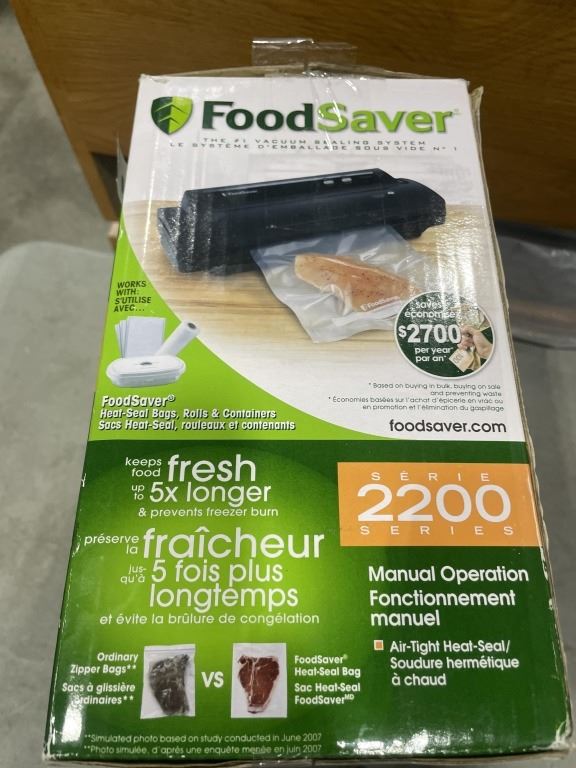 FoodSaver®
THE #1 VACUUM SEALING SYSTEM
LE SYSTÈME D'EMBALLAGE SOUS VIDE N° 1
FoodSaver
FoodSaver
WORKS
WITH:
S'UTILISE
AVEC...
saves
économise
$2700
per year*
par an*
* Based on buying in bulk, buying on sale
and preventing waste
* Économies basées sur l'achat d'épicerie en vrac ou
en promotion et l'élimination du gaspillage
foodsaver.com
FoodSaver®
Heat-Seal Bags, Rolls & Containers
Sacs Heat-Seal, rouleaux et contenants
keeps
food fresh
up
to 5x longer
& prevents freezer burn
préserve
la fraîcheur
jus-
qu'à 5 fois plus
longtemps
et évite la brûlure de congélation
SÉRIE
2200
SERIES
Manual Operation
Fonctionnement
manuel
Air-Tight Heat-Seal/
Soudure hermétique
à chaud
Ordinary
Zipper Bags**
Sacs à glissière
ordinaires**
VS
FoodSaver®
Heat-Seal Bag
Sac Heat-Seal
FoodSaverMD
**Simulated photo based on study conducted in June 2007
**Photo simulée, d'après une enquête menée en juin 2007